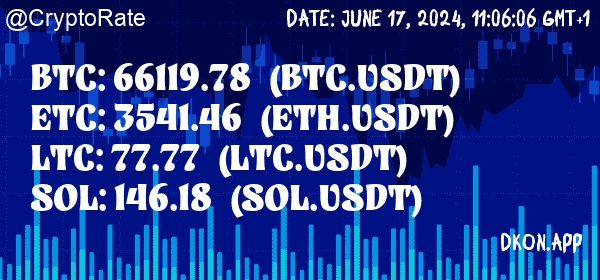 @CryptoRate
DATE: JUNE 17, 2024, 11:06:06 GMT+1
BTC: 66119.78 (BTC.USDT)
ETC: 3541.46 (ETH.USDT)
LTC: 77.77 (LTC.USDT)
SOL: 146.18 (SOL.USDT)
DKON.APP